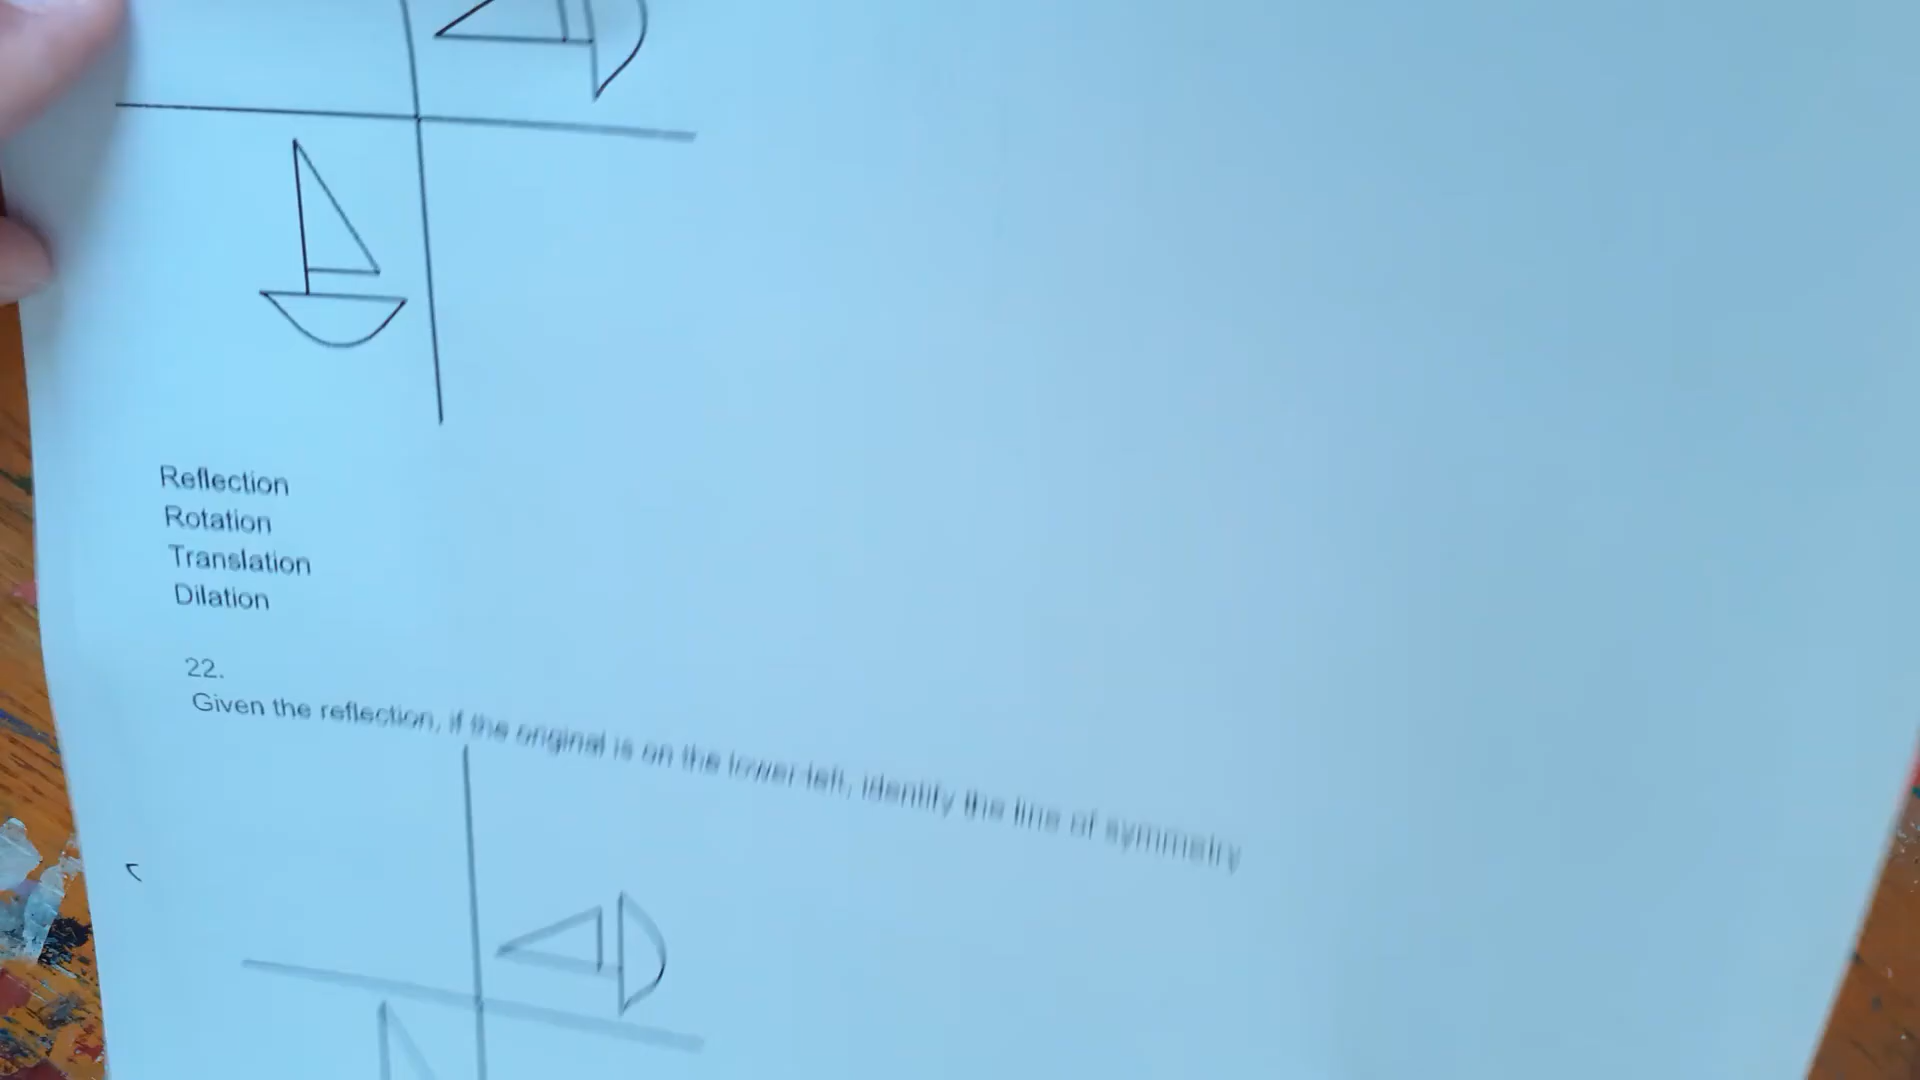 Reflection
Rotation
Translation
Dilation
22.
Given the reflection, if the original is on the lower left, identify the line of symmetry